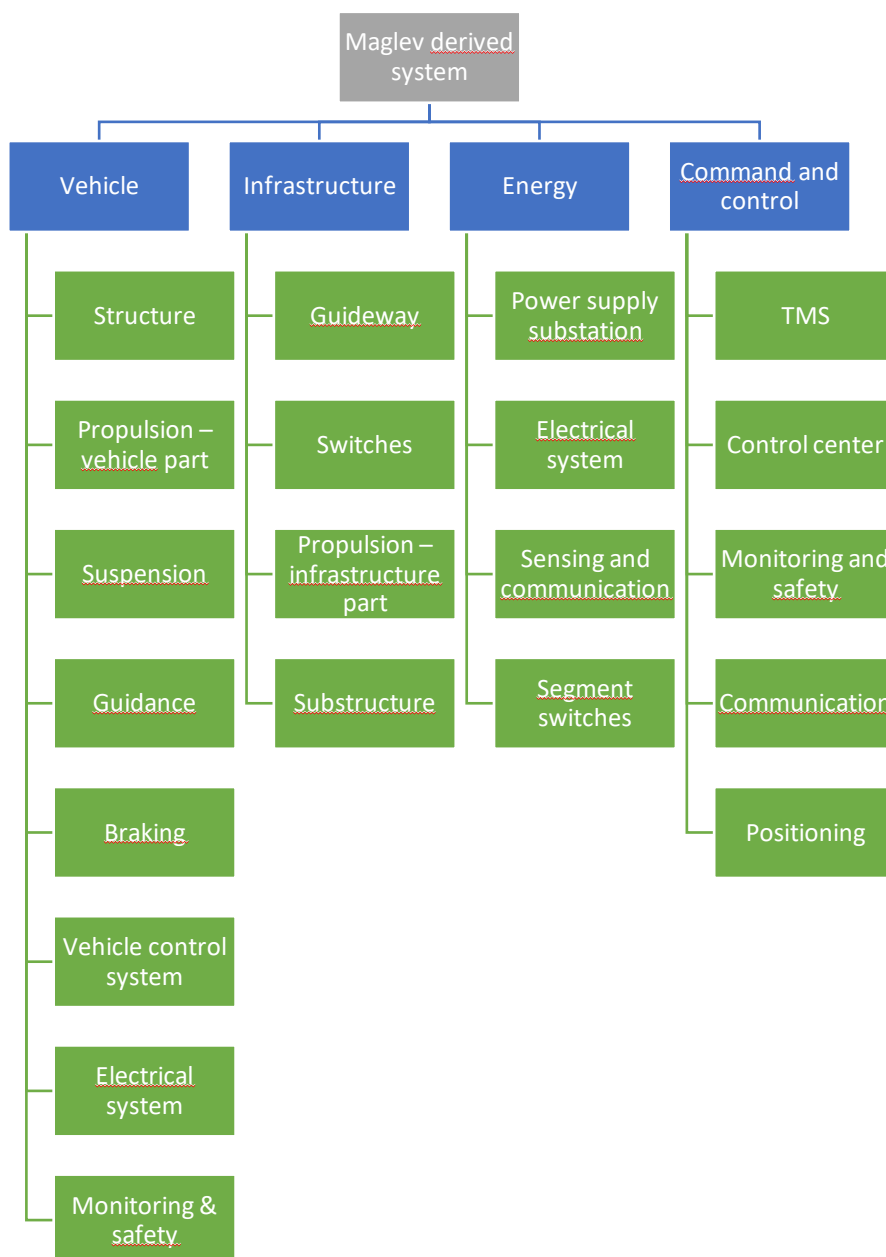 Maglev derived
system
Vehicle
Infrastructure
Energy
Command and
control
Structure
Propulsion –
vehicle part
Suspension
Guidance
Braking
Vehicle control
system
Electrical
system
Monitoring &
safety
Guideway
Switches
Propulsion –
infrastructure
part
Substructure
Power supply
substation
Electrical
system
Sensing and
communication
Segment
switches
TMS
Control center
Monitoring and
safety
Communication
Positioning